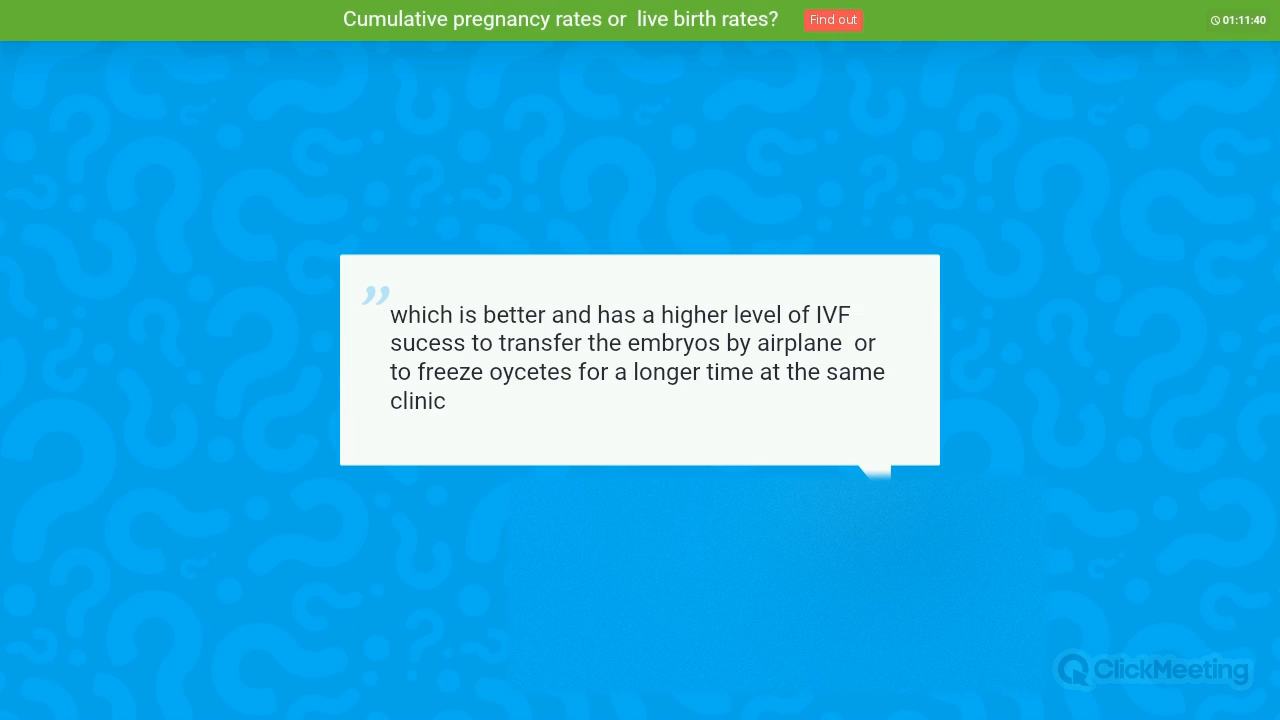 Cumulative pregnancy rates or live birth rates? Find out 01:11:40
”
which is better and has a higher level of IVF
sucess to transfer the embryos by airplane or
to freeze oycetes for a longer time at the same
clinic
ClickMeeting